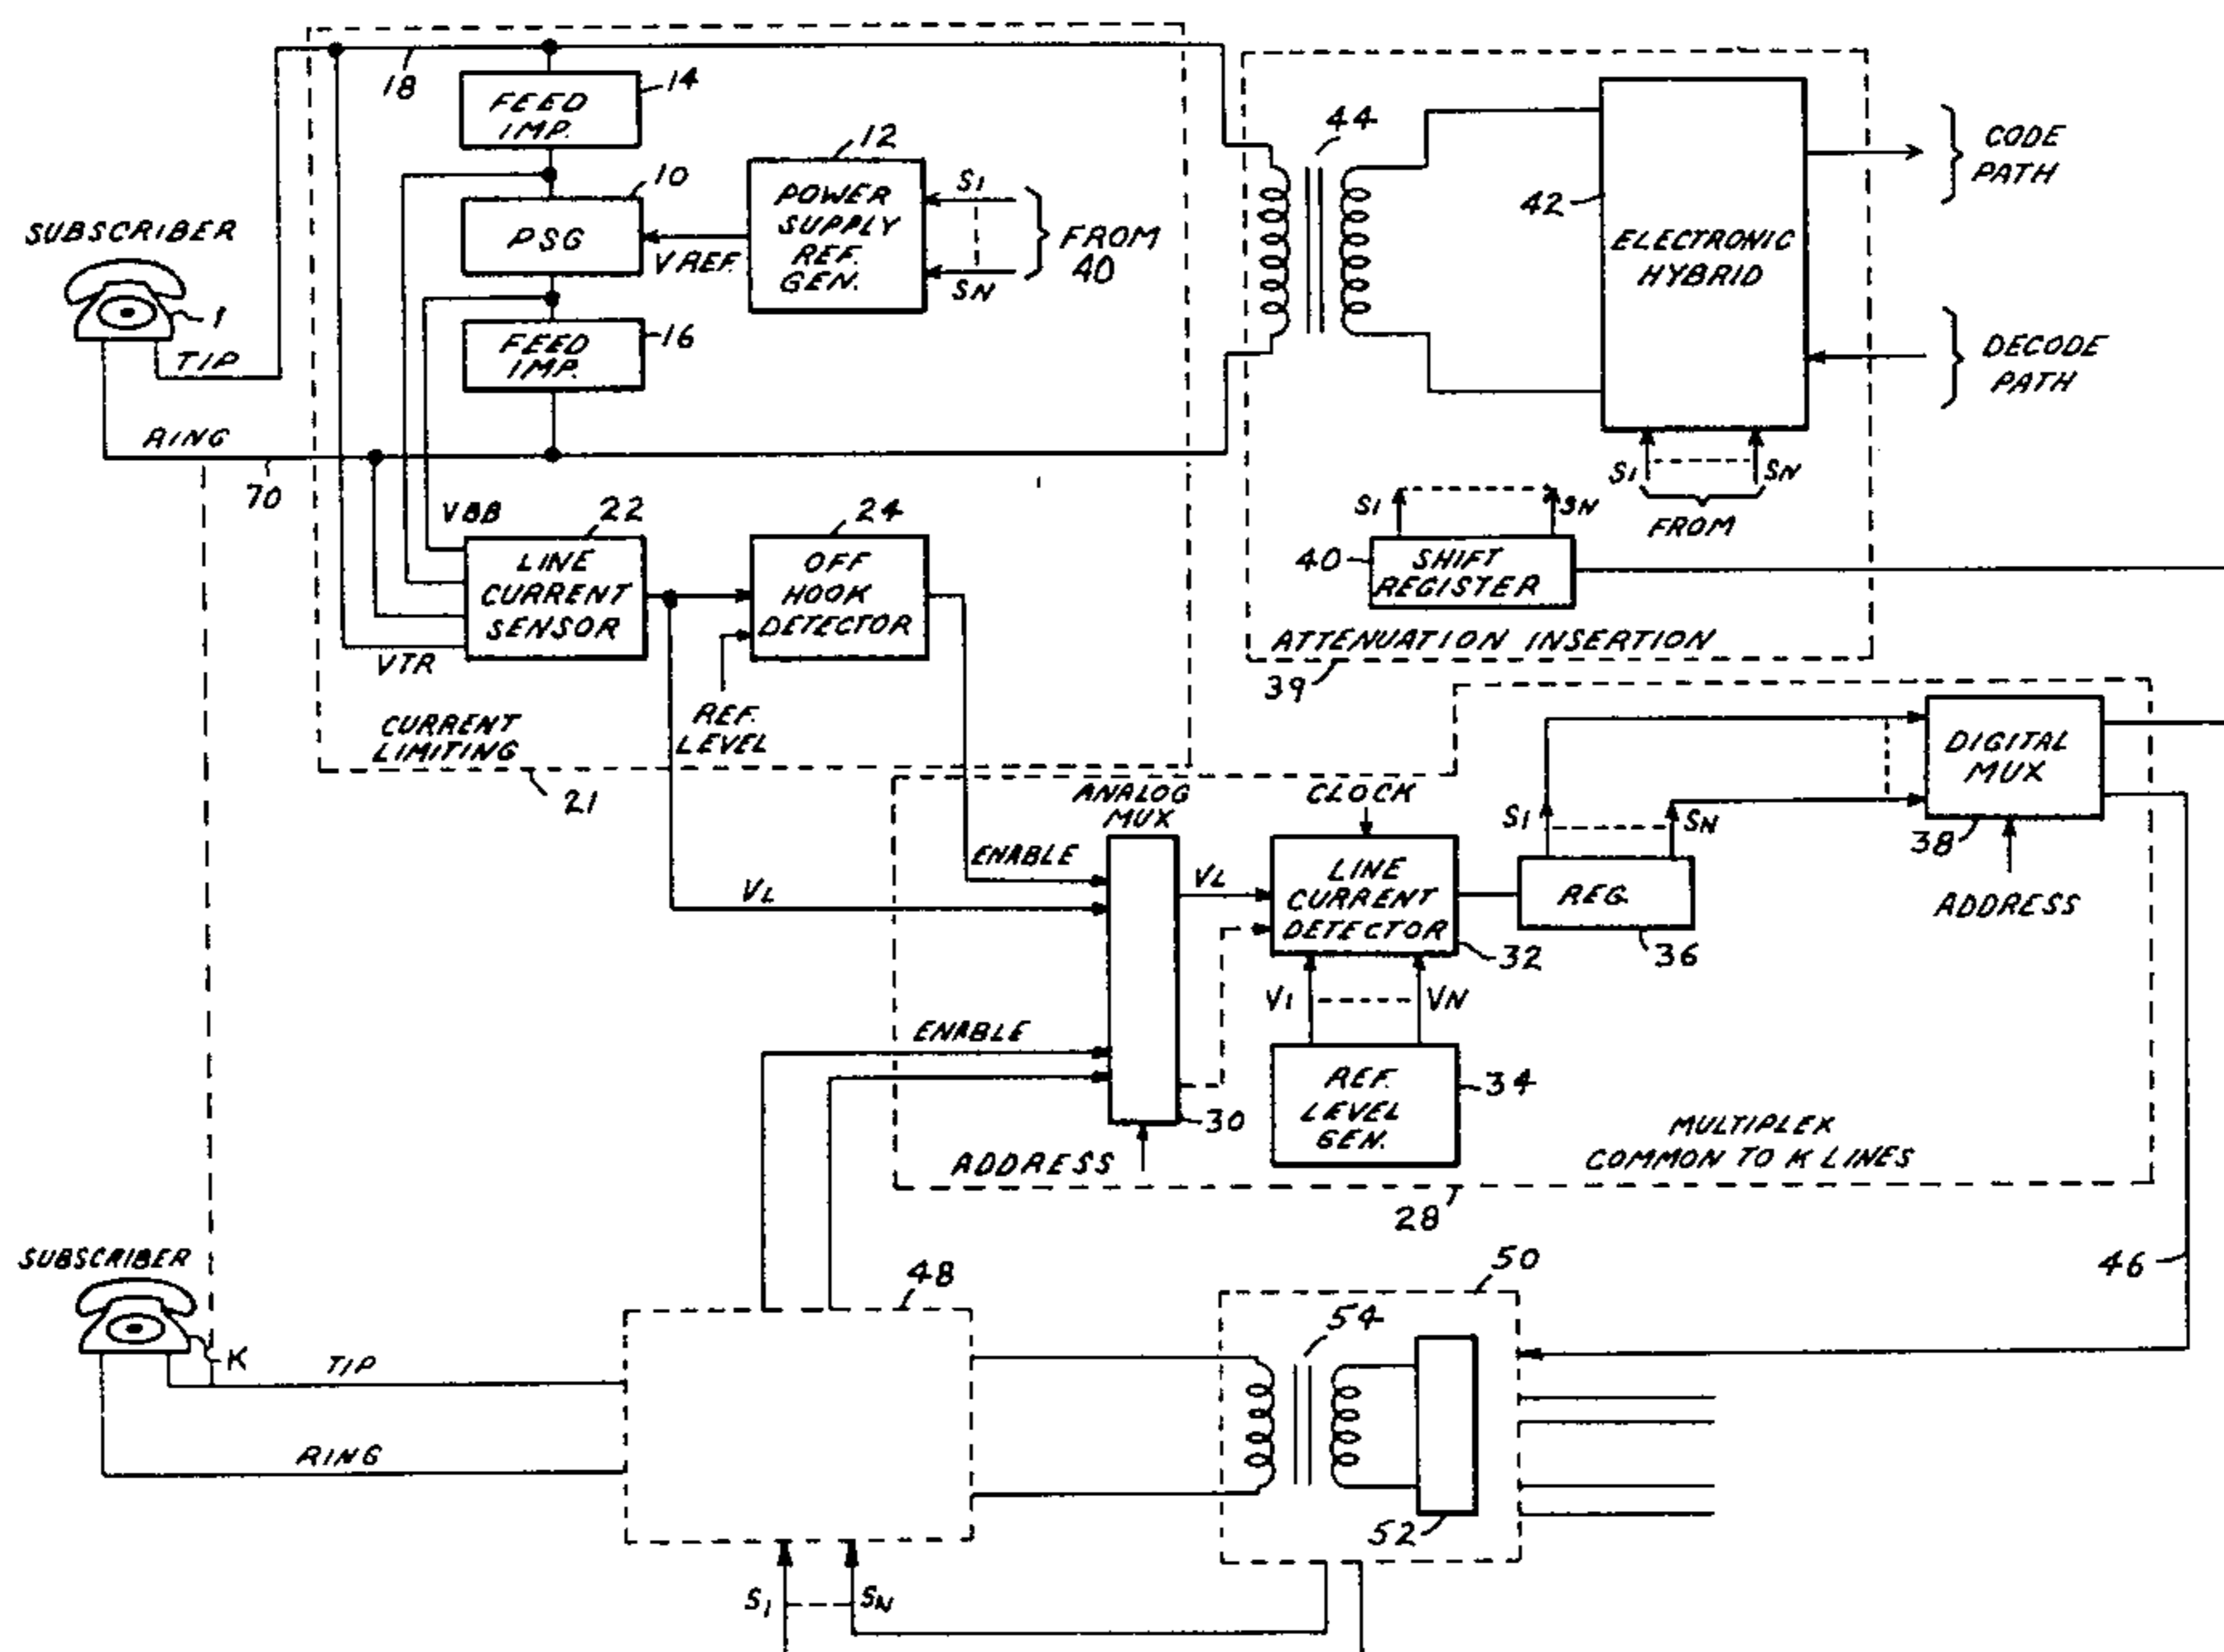 18
FEED
IMP.
14
44
CODE
PATH
12
10
POWER
SUPPLY
REF.
GEN.
S1
SN
FROM
40
42
ELECTRONIC
HYBRID
SUBSCRIBER
PSG
VREF.
1
TIP
FEED
IMP.
16
DECODE
PATH
RING
70
S1
SN
FROM
VBB
22
24
S1
SN
LINE
CURRENT
SENSOR
OFF
HOOK
DETECTOR
40
SHIFT
REGISTER
VTR
ATTENUATION INSERTION
39
REF.
LEVEL
CURRENT
LIMITING
21
DIGITAL
MUX
ANALOG
MUX
CLOCK
S1
SN
38
ENABLE
VL
VL
LINE
CURRENT
DETECTOR
32
REG.
36
ADDRESS
V1
VN
ENABLE
REF.
LEVEL
GEN.
34
30
ADDRESS
MULTIPLEX
COMMON TO K LINES
28
46
SUBSCRIBER
48
50
54
K
TIP
RING
52
S1
SN